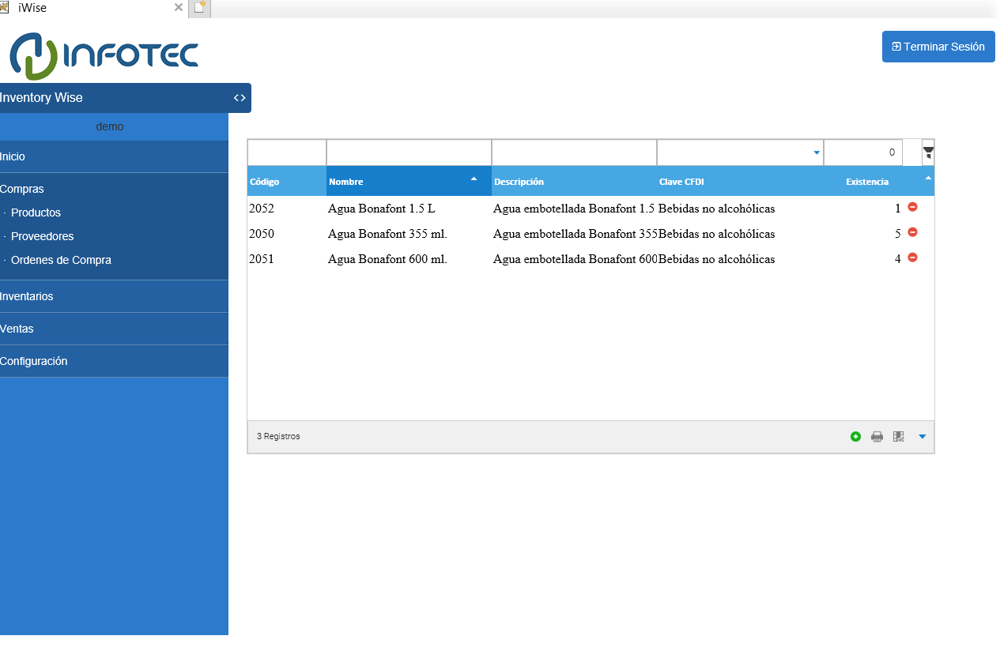 iWise
INFOTEC
Terminar Sesión
Inventory Wise
demo
Inicio
Compras
· Productos
· Proveedores
· Ordenes de Compra
Inventarios
Ventas
Configuración
0
Código Nombre Descripción Clave CFDI Existencia
2052 Agua Bonafont 1.5 L Agua embotellada Bonafont 1.5 Bebidas no alcohólicas 1
2050 Agua Bonafont 355 ml. Agua embotellada Bonafont 355 Bebidas no alcohólicas 5
2051 Agua Bonafont 600 ml. Agua embotellada Bonafont 600 Bebidas no alcohólicas 4
3 Registros